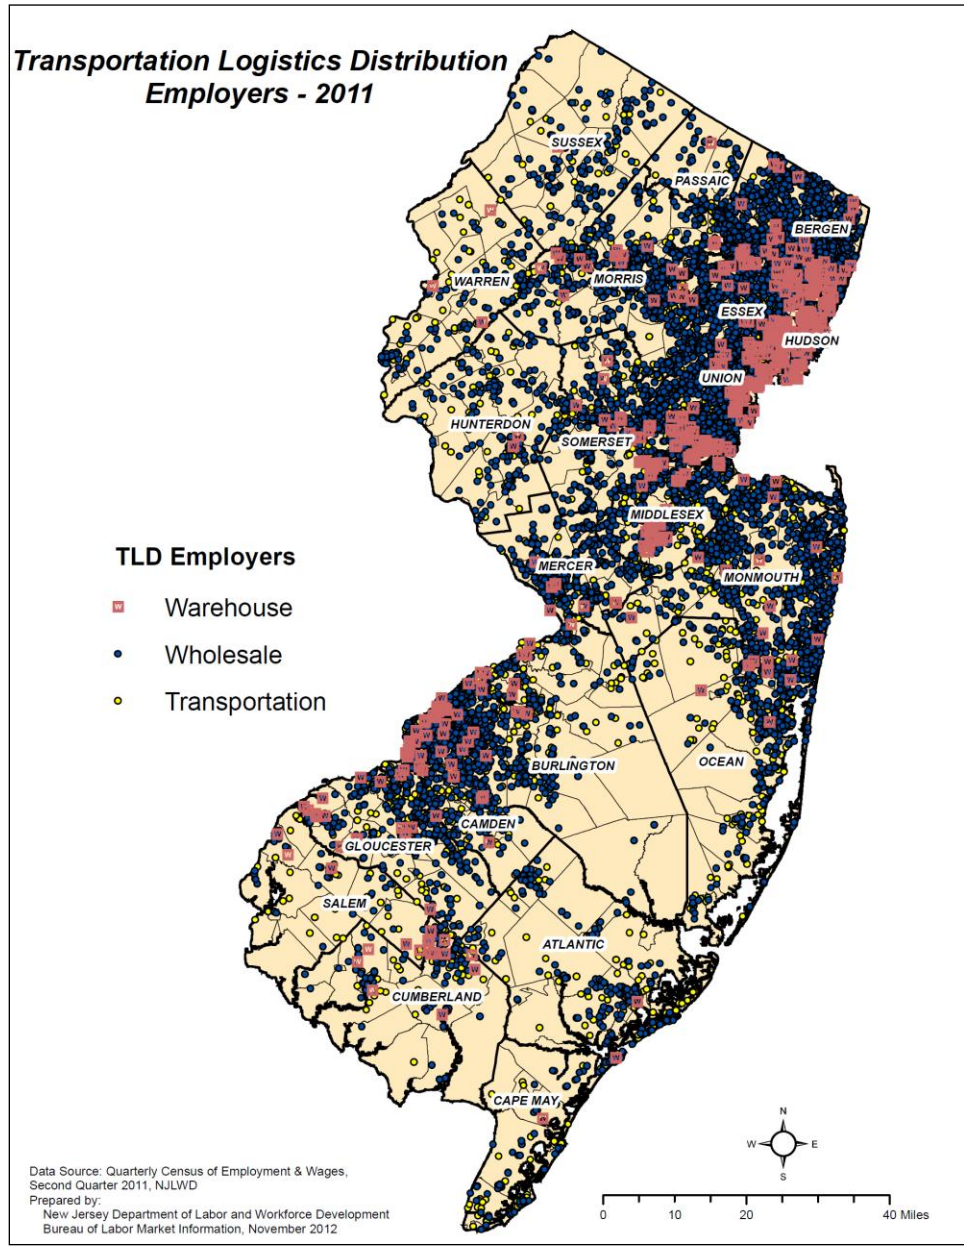 Transportation Logistics Distribution
Employers - 2011
SUSSEX
PASSAIC
BERGEN
WARREN
MORRIS
ESSEX
HUDSON
UNION
HUNTERDON
SOMERSET
MIDDLESEX
MERCER
MONMOUTH
TLD Employers
W Warehouse
Wholesale
Transportation
OCEAN
BURLINGTON
CAMDEN
GLOUCESTER
SALEM
ATLANTIC
CUMBERLAND
CAPE MAY
N
W E
S
Data Source: Quarterly Census of Employment & Wages,
Second Quarter 2011, NJLWD
Prepared by:
New Jersey Department of Labor and Workforce Development
Bureau of Labor Market Information, November 2012
0 10 20 40 Miles